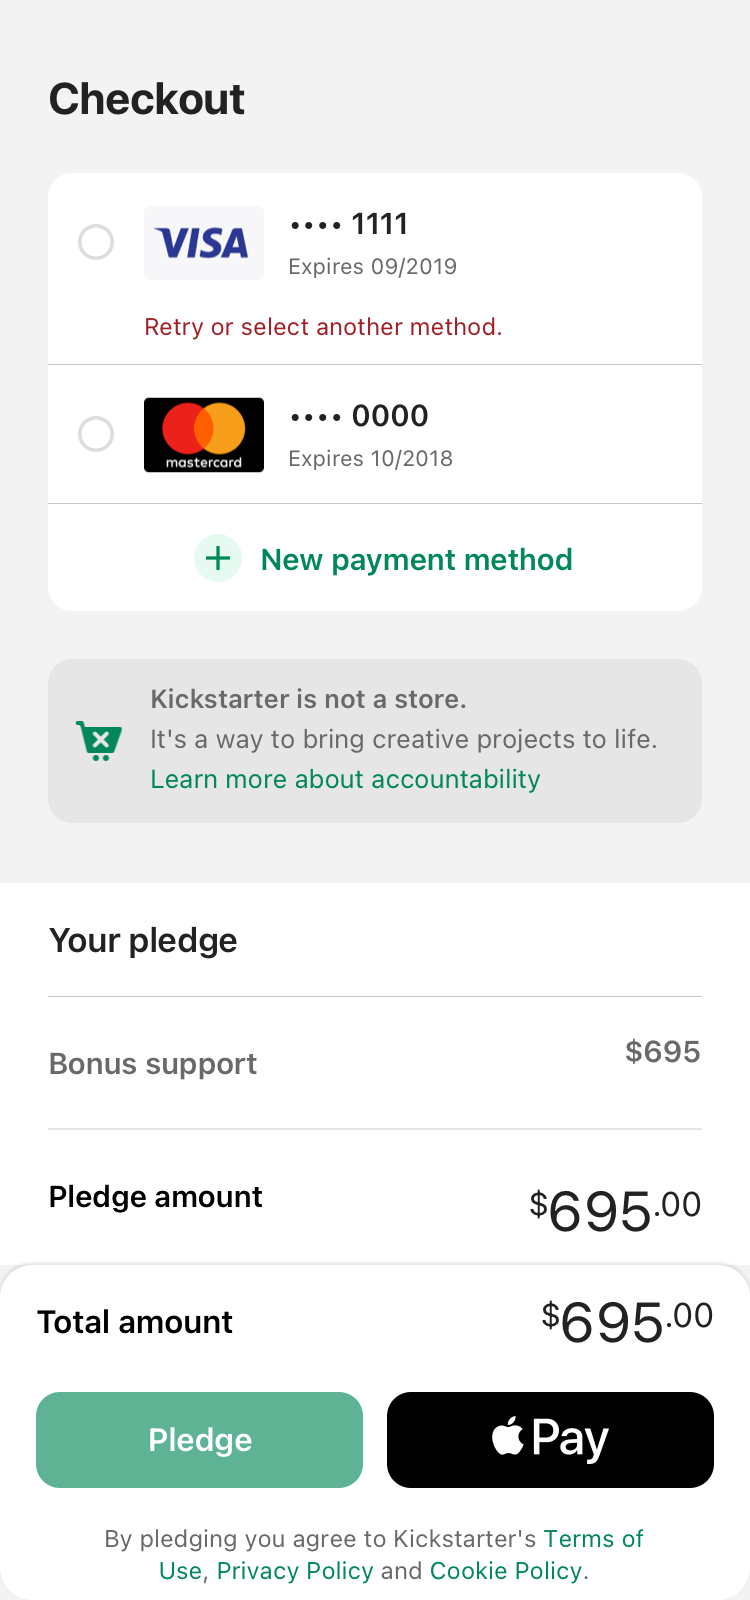 Checkout
VISA
•••• 1111
Expires 09/2019
Retry or select another method.
mastercard
•••• 0000
Expires 10/2018
+ New payment method
Kickstarter is not a store.
It's a way to bring creative projects to life.
Learn more about accountability
Your pledge
Bonus support $695
Pledge amount $695.00
Total amount $695.00
Pledge
Pay
By pledging you agree to Kickstarter's Terms of
Use, Privacy Policy and Cookie Policy.